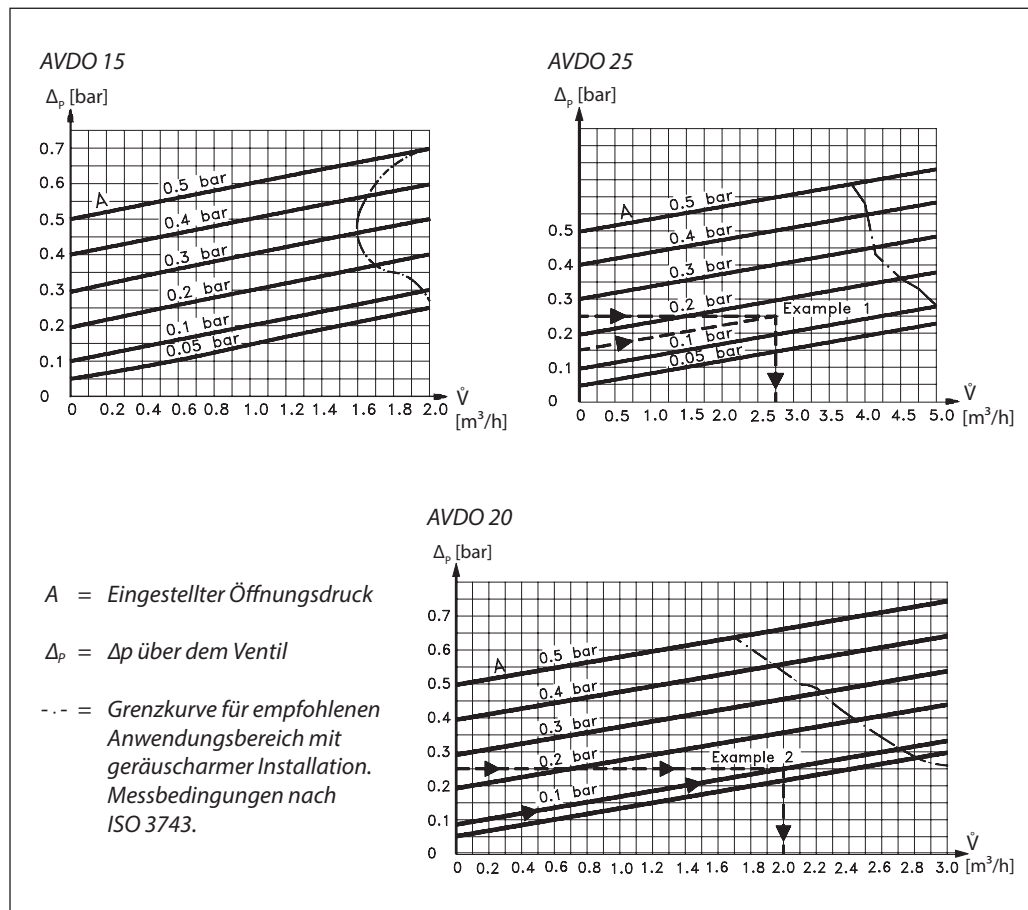 AVDO 15
Δₚ [bar]
0.7
0.6
0.5
0.4
0.3
0.2
0.1
0
A
0.5 bar
0.4 bar
0.3 bar
0.2 bar
0.1 bar
0.05 bar
0 0.2 0.4 0.6 0.8 1.0 1.2 1.4 1.6 1.8 2.0
V̊
[m³/h]
AVDO 25
Δₚ [bar]
0.5
0.4
0.3
0.2
0.1
0
A
0.5 bar
0.4 bar
0.3 bar
0.2 bar
Example 1
0.1 bar
0.05 bar
0 0.5 1.0 1.5 2.0 2.5 3.0 3.5 4.0 4.5 5.0
V̊
[m³/h]
AVDO 20
Δₚ [bar]
0.7
0.6
0.5
0.4
0.3
0.2
0.1
0
A
0.5 bar
0.4 bar
0.3 bar
0.2 bar
Example 2
0.1 bar
0 0.2 0.4 0.6 0.8 1.0 1.2 1.4 1.6 1.8 2.0 2.2 2.4 2.6 2.8 3.0
V̊
[m³/h]
A = Eingestellter Öffnungsdruck
Δₚ = Δp über dem Ventil
-·- = Grenzkurve für empfohlenen
Anwendungsbereich mit
geräuscharmer Installation.
Messbedingungen nach
ISO 3743.